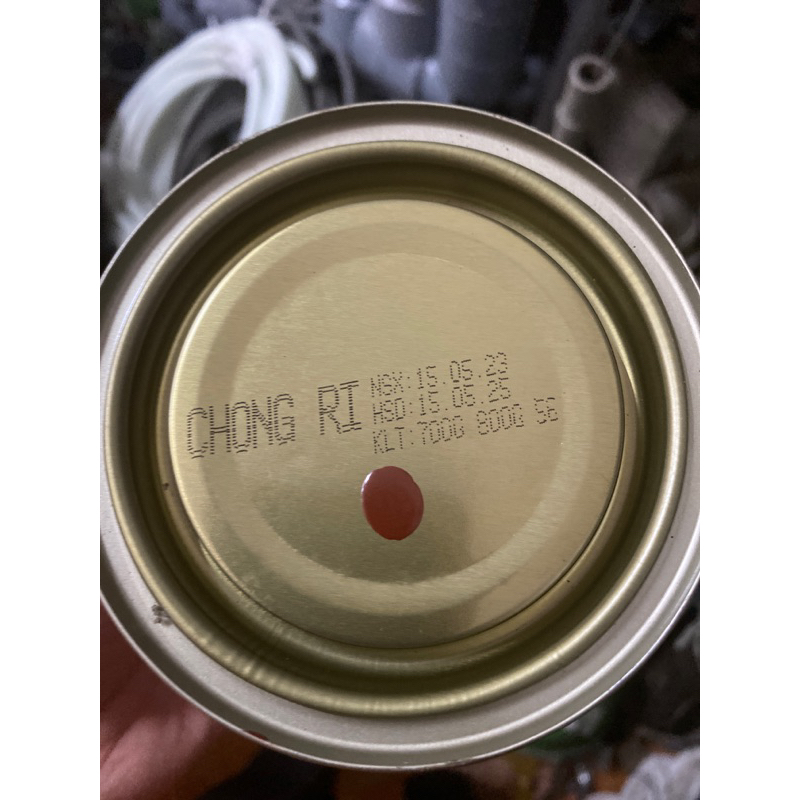 CHONG RI
NSX:15.05.23
HSD:15.05.25
KLT:700G 800G 5G